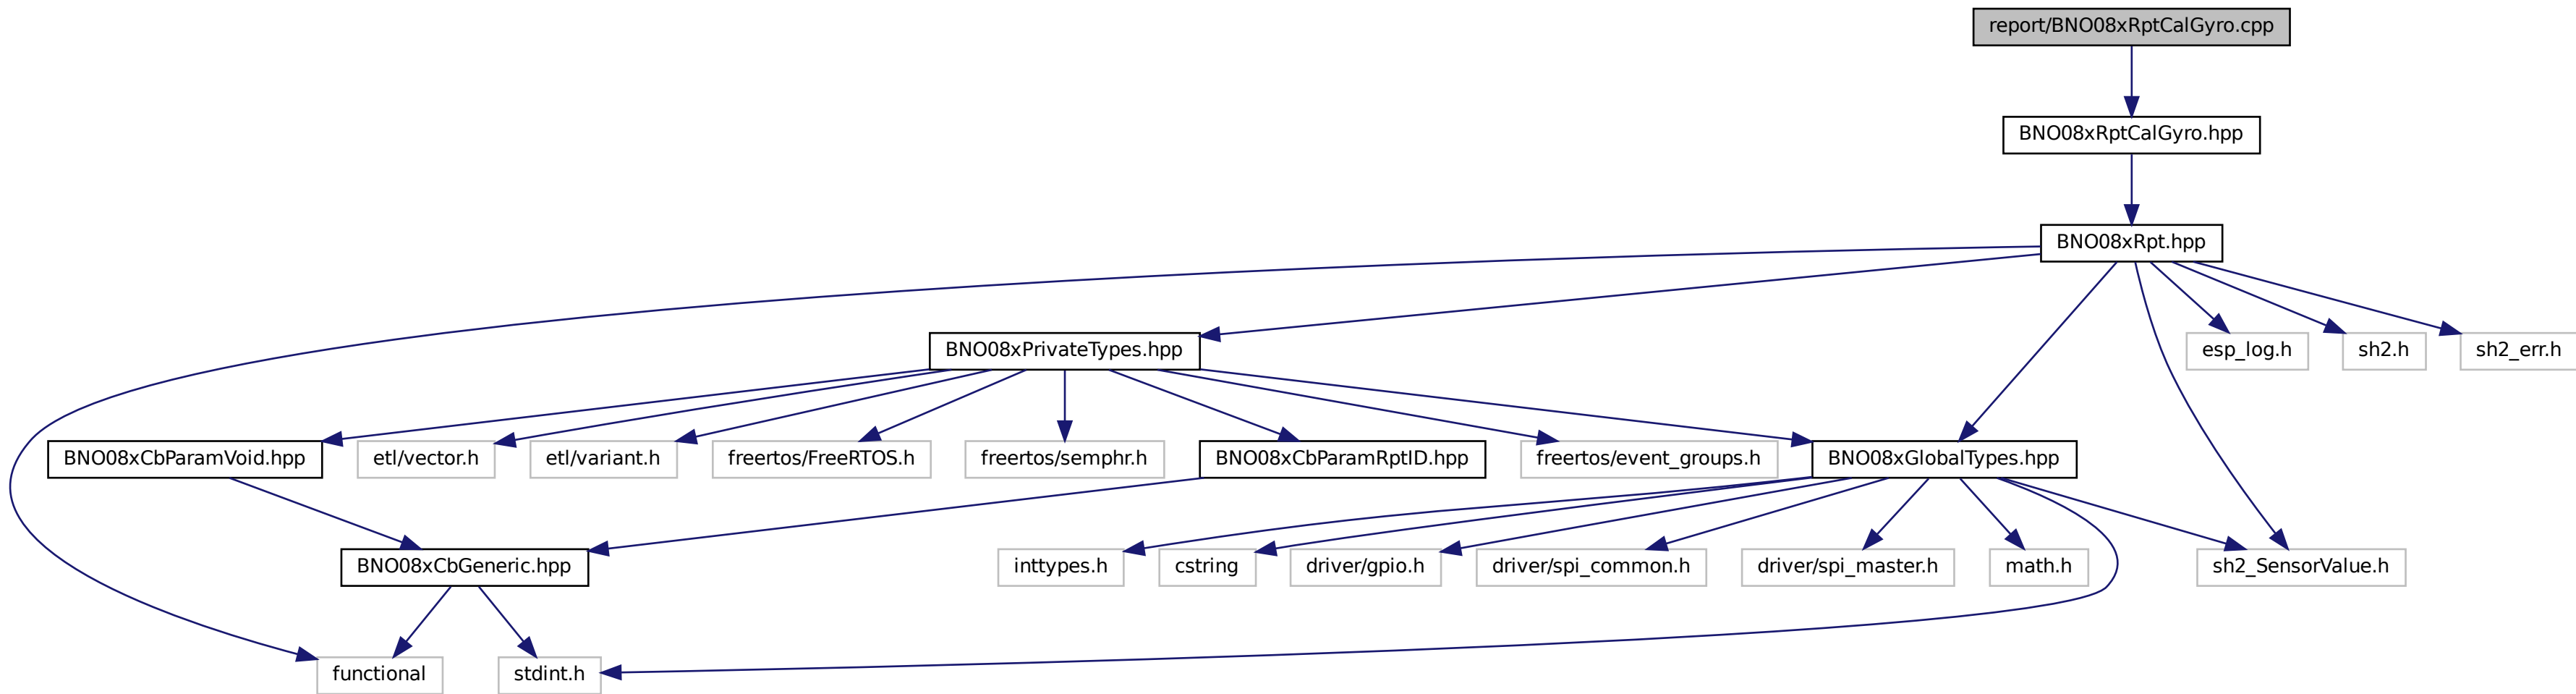 report/BNO08xRptCalGyro.cpp
BNO08xRptCalGyro.hpp
BNO08xRpt.hpp
BNO08xPrivateTypes.hpp
esp_log.h
sh2.h
sh2_err.h
BNO08xCbParamVoid.hpp
etl/vector.h
etl/variant.h
freertos/FreeRTOS.h
freertos/semphr.h
BNO08xCbParamRptID.hpp
freertos/event_groups.h
BNO08xGlobalTypes.hpp
BNO08xCbGeneric.hpp
inttypes.h
cstring
driver/gpio.h
driver/spi_common.h
driver/spi_master.h
math.h
sh2_SensorValue.h
functional
stdint.h